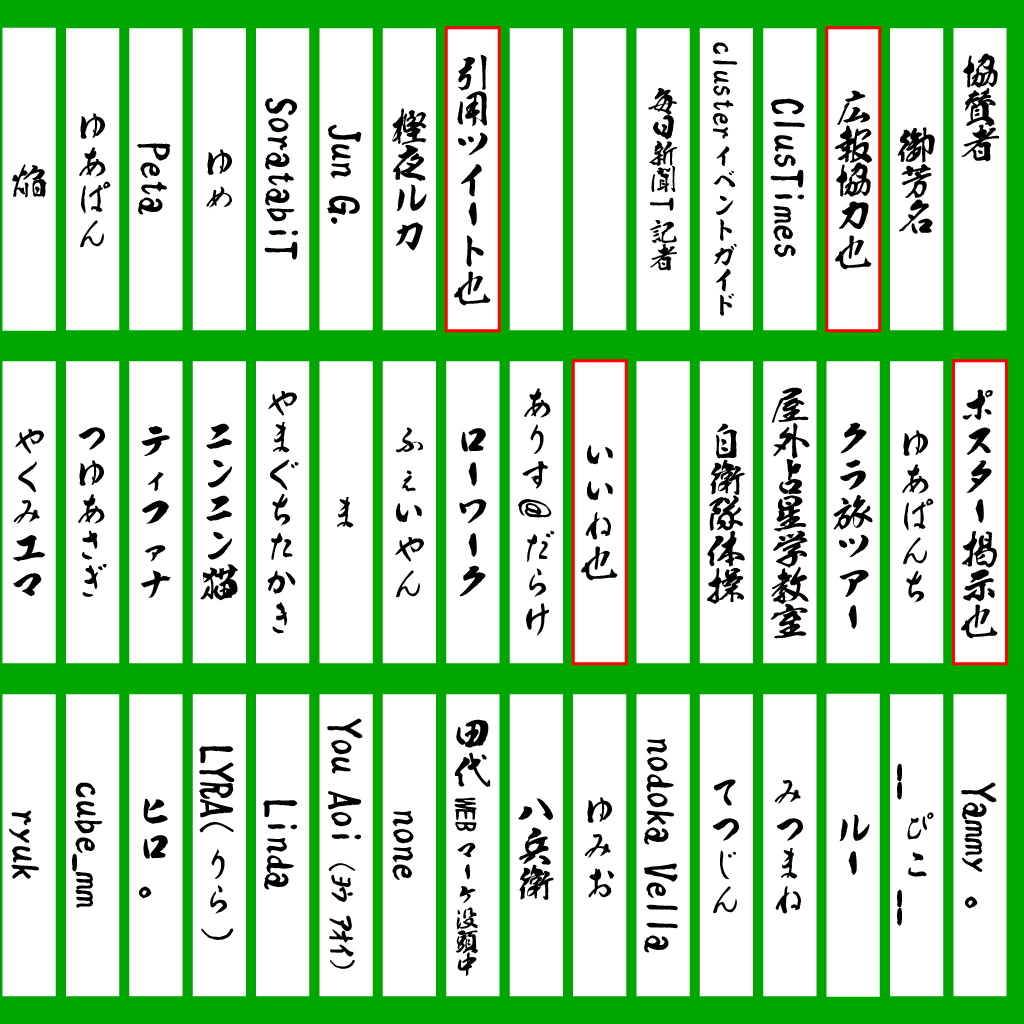 協賛者
御芳名
広報協力也
ClusTimes
clusterイベントガイド
毎日新聞T記者
引用ツイート也
樫夜ルカ
Jun G.
SoratabiT
ゆめ
Peta
ゆあぱん
焔
ポスター掲示也
ゆあぱんち
クラ旅ツアー
屋外占星学教室
自衛隊体操
いいね也
ありす@だらけ
ローワーク
ふぇいやん
ま
やまぐちたかき
ニンニン猫
ティファナ
つゆあさぎ
やくみユマ
Yammy。
--ぴこ--
ルー
みつまね
てつじん
nodoka Vella
ゆみお
八兵衛
田代WEBマーケ没頭中
none
You Aoi (ヨウ アオイ)
Linda
LYRA(りら)
ヒロ。
cube_mm
ryuk